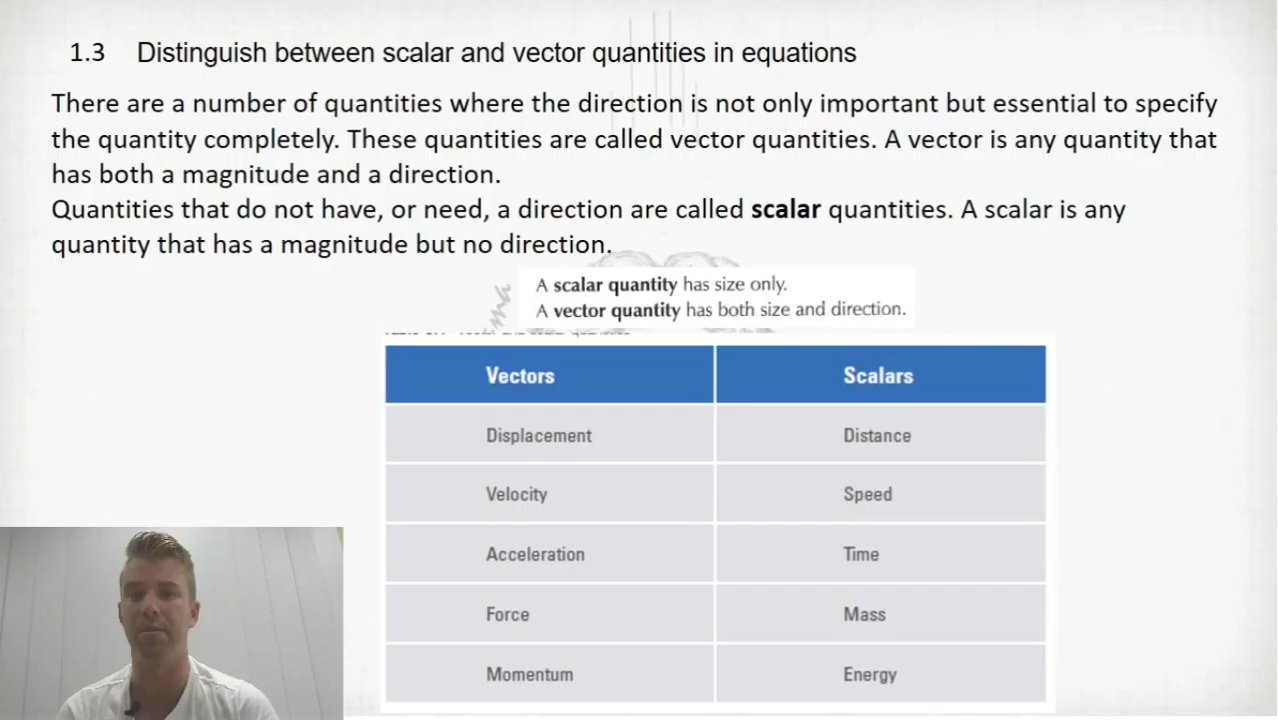 1.3 Distinguish between scalar and vector quantities in equations
There are a number of quantities where the direction is not only important but essential to specify
the quantity completely. These quantities are called vector quantities. A vector is any quantity that
has both a magnitude and a direction.
Quantities that do not have, or need, a direction are called scalar quantities. A scalar is any
quantity that has a magnitude but no direction.
A scalar quantity has size only.
A vector quantity has both size and direction.
Vectors Scalars
Displacement Distance
Velocity Speed
Acceleration Time
Force Mass
Momentum Energy